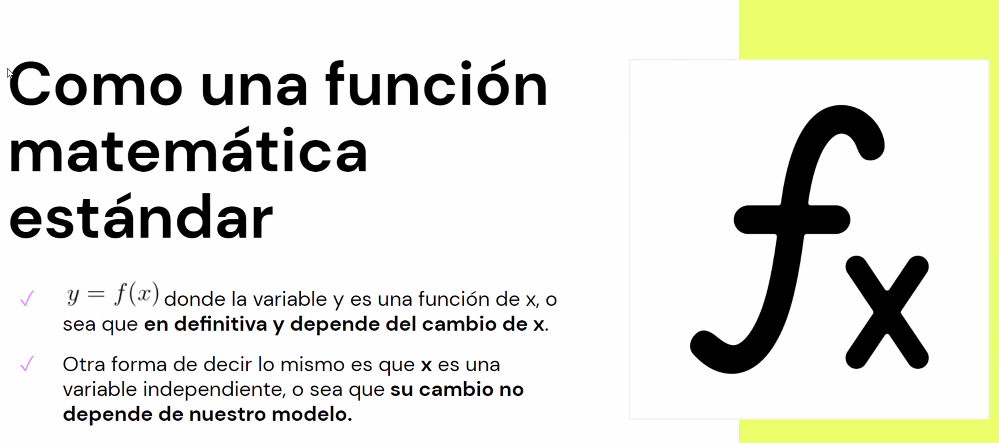 Como una función
matemática
estándar
✓ y = f(x) donde la variable y es una función de x, o
sea que en definitiva y depende del cambio de x.
✓ Otra forma de decir lo mismo es que x es una
variable independiente, o sea que su cambio no
depende de nuestro modelo.
fx